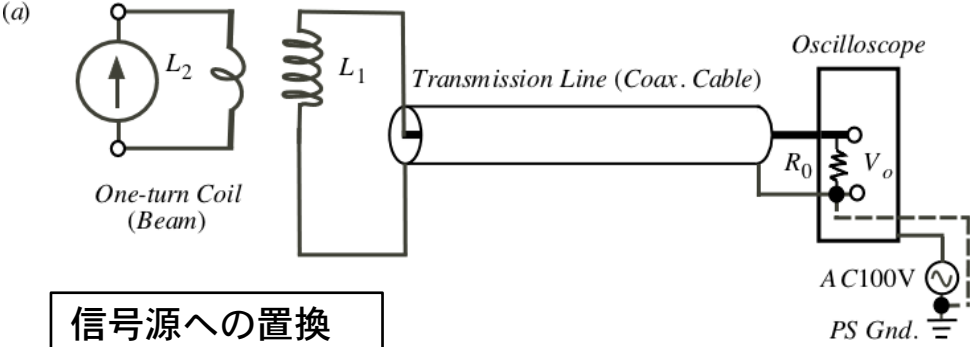 (a)
Oscilloscope
L2
L1
Transmission Line (Coax. Cable)
R0
Vo
One-turn Coil
(Beam)
AC100V
信号源への置換
PS Gnd.